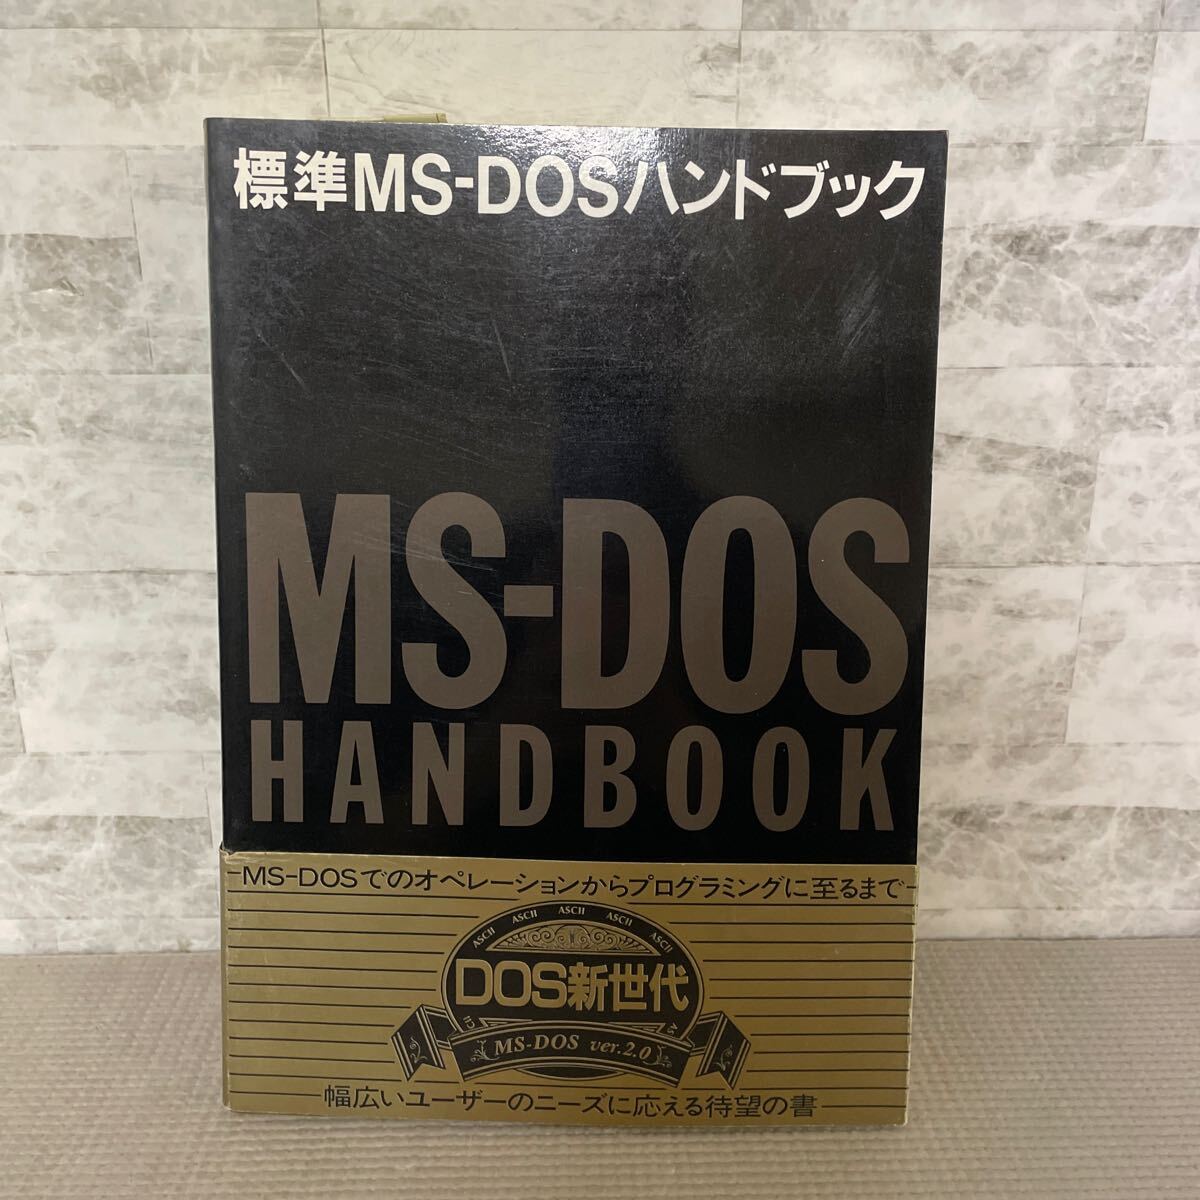 標準MS-DOSハンドブック
MS-DOS
HANDBOOK
MS-DOSでのオペレーションからプログラミングに至るまで
ASCII ASCII ASCII ASCII ASCII
DOS新世代
MS-DOS ver.2.0
幅広いユーザーのニーズに応える待望の書